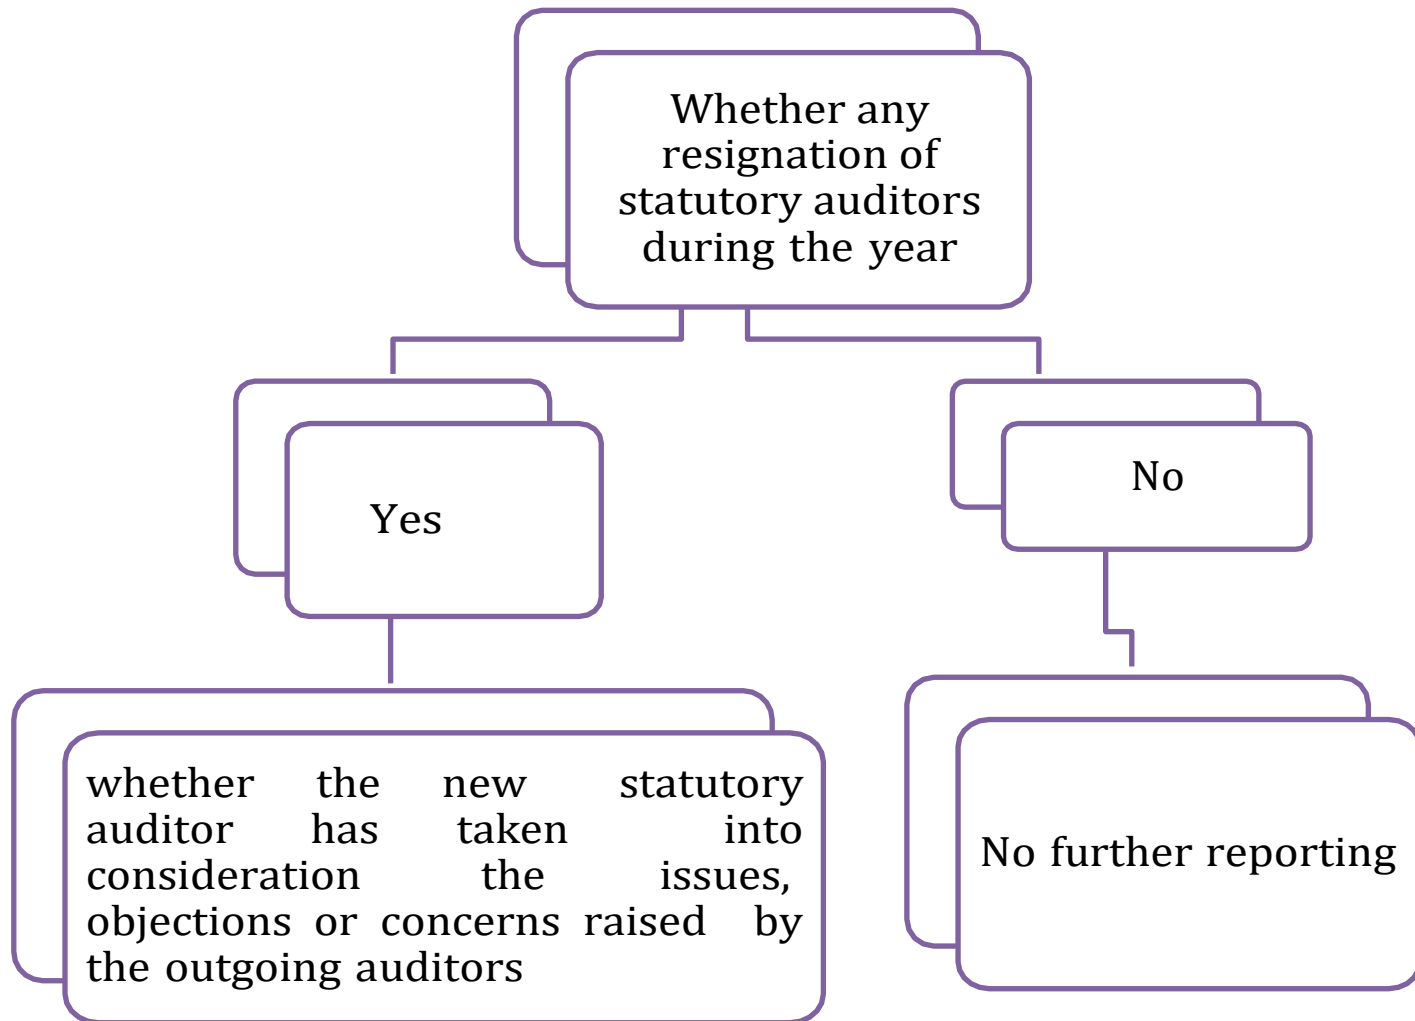 Whether any
resignation of
statutory auditors
during the year
Yes
No
whether the new statutory
auditor has taken into
consideration the issues,
objections or concerns raised by
the outgoing auditors
No further reporting